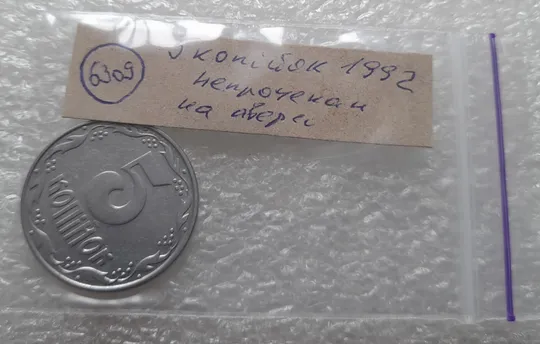 6309
5 копійок 1992
непрочекан
на аверсі
5
КОПІЙОК